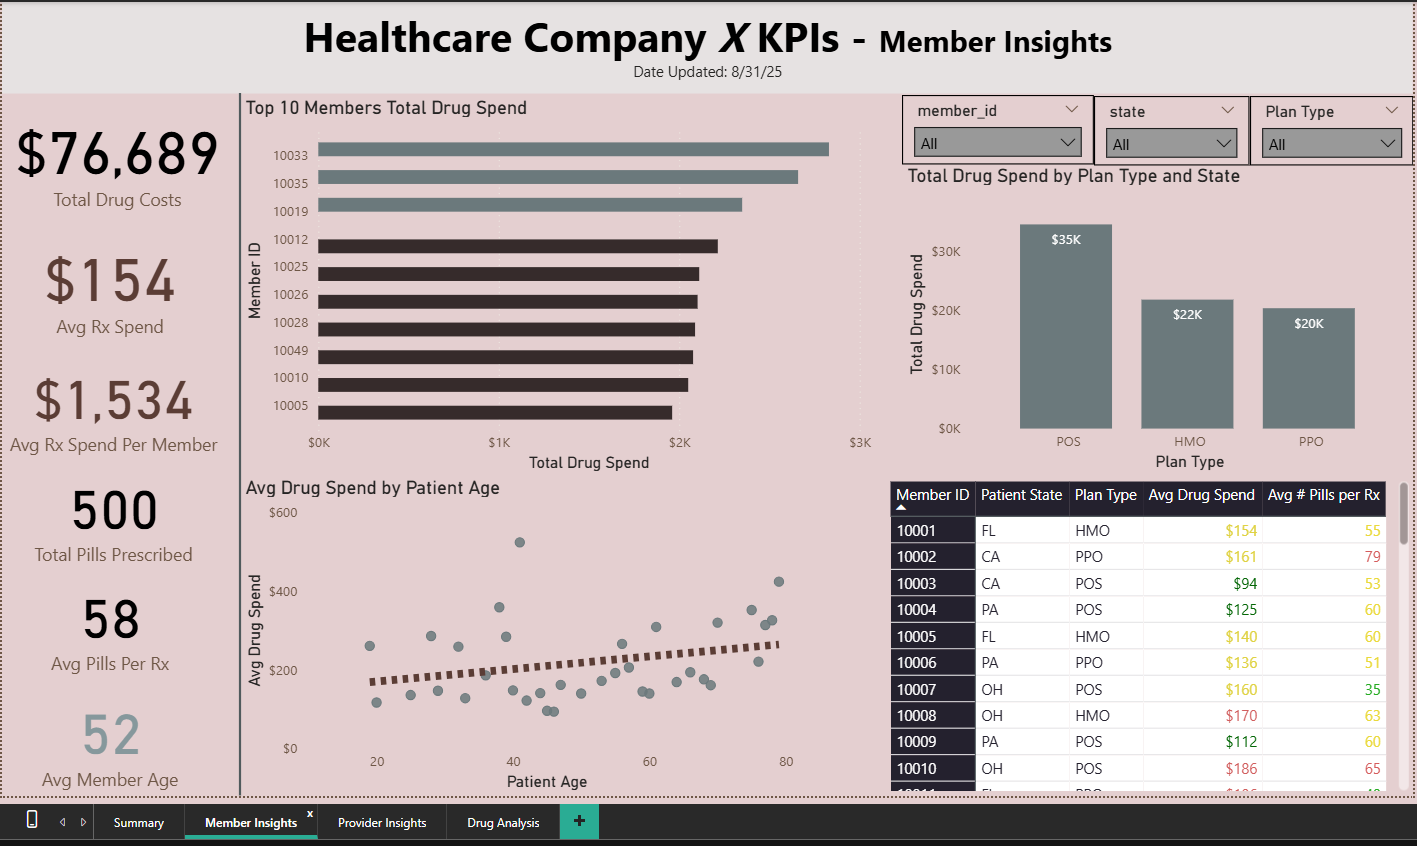 Healthcare Company X KPIs - Member Insights
Date Updated: 8/31/25
$76,689
Total Drug Costs
$154
Avg Rx Spend
$1,534
Avg Rx Spend Per Member
500
Total Pills Prescribed
58
Avg Pills Per Rx
52
Avg Member Age
Top 10 Members Total Drug Spend
Member ID
10033
10035
10019
10012
10025
10026
10028
10049
10010
10005
$0K $1K $2K $3K
Total Drug Spend
member_id
All
state
All
Plan Type
All
Total Drug Spend by Plan Type and State
Total Drug Spend
$30K
$20K
$10K
$0K
$35K
$22K
$20K
POS HMO PPO
Plan Type
Avg Drug Spend by Patient Age
Avg Drug Spend
$600
$400
$200
$0
20 40 60 80
Patient Age
Member ID Patient State Plan Type Avg Drug Spend Avg # Pills per Rx
10001 FL HMO $154 55
10002 CA PPO $161 79
10003 CA POS $94 53
10004 PA POS $125 60
10005 FL HMO $140 60
10006 PA PPO $136 51
10007 OH POS $160 35
10008 OH HMO $170 63
10009 PA POS $112 60
10010 OH POS $186 65
Summary Member Insights x Provider Insights Drug Analysis +